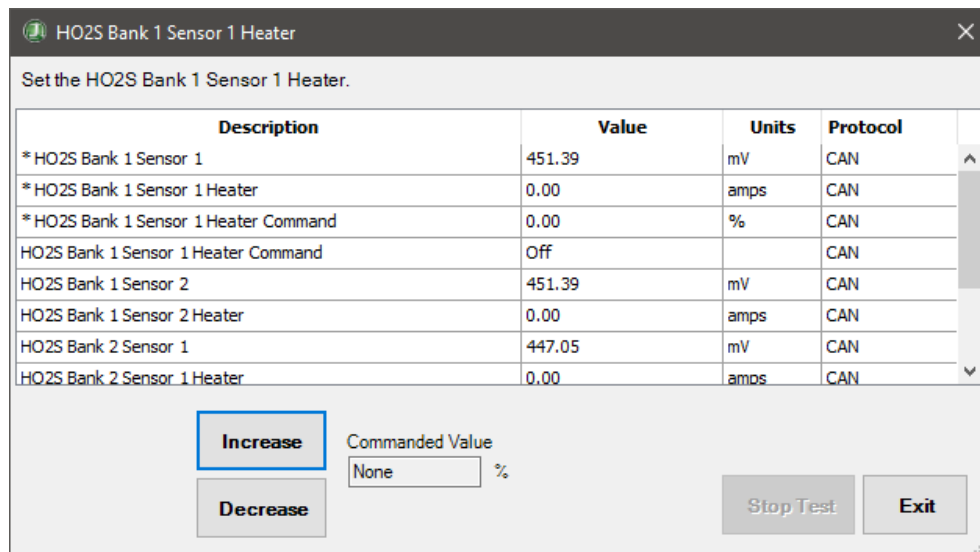 HO2S Bank 1 Sensor 1 Heater
Set the HO2S Bank 1 Sensor 1 Heater.
Description Value Units Protocol
* HO2S Bank 1 Sensor 1 451.39 mV CAN
* HO2S Bank 1 Sensor 1 Heater 0.00 amps CAN
* HO2S Bank 1 Sensor 1 Heater Command 0.00 % CAN
HO2S Bank 1 Sensor 1 Heater Command Off CAN
HO2S Bank 1 Sensor 2 451.39 mV CAN
HO2S Bank 1 Sensor 2 Heater 0.00 amps CAN
HO2S Bank 2 Sensor 1 447.05 mV CAN
HO2S Bank 2 Sensor 1 Heater 0.00 amps CAN
Increase Commanded Value
None %
Decrease Stop Test Exit